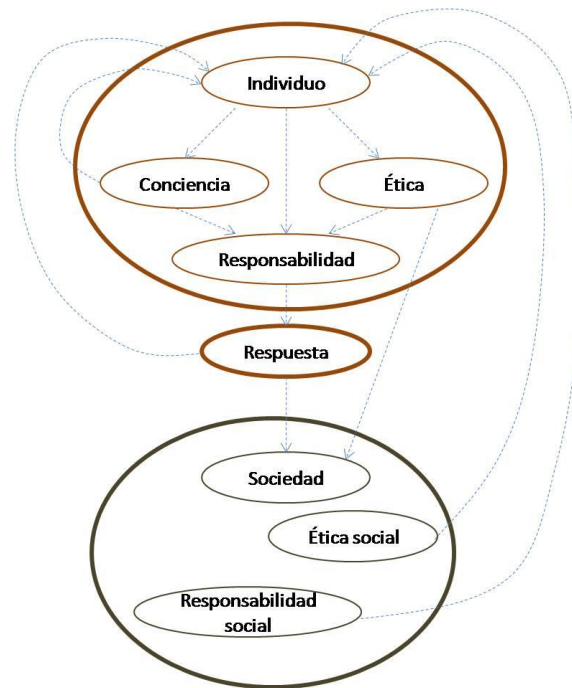 Individuo
Conciencia
Ética
Responsabilidad
Respuesta
Sociedad
Ética social
Responsabilidad
social